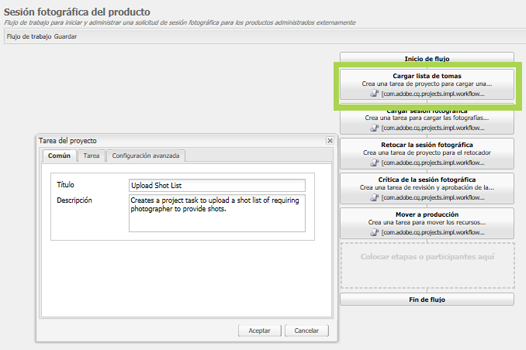 Sesión fotográfica del producto
Flujo de trabajo para iniciar y administrar una solicitud de sesión fotográfica para los productos administrados externamente
Flujo de trabajo Guardar
Inicio de flujo
Cargar lista de tomas
Crea una tarea de proyecto para cargar una...
[com.adobe.cq.projects.impl.workflow...
Cargar sesión fotográfica
Crea una tarea para cargar las fotografías...
[com.adobe.cq.projects.impl.workflow...
Retocar la sesión fotográfica
Crea una tarea de proyecto para el retocador
[com.adobe.cq.projects.impl.workflow...
Crítica de la sesión fotográfica
Crea una tarea de revisión y aprobación de la...
[com.adobe.cq.projects.impl.workflow...
Mover a producción
Crea una tarea para mover los recursos...
[com.adobe.cq.projects.impl.workflow...
Colocar etapas o participantes aquí
Fin de flujo
Tarea del proyecto
Común Tarea Configuración avanzada
Título Upload Shot List
Descripción Creates a project task to upload a shot list of requiring
photographer to provide shots.
Aceptar Cancelar